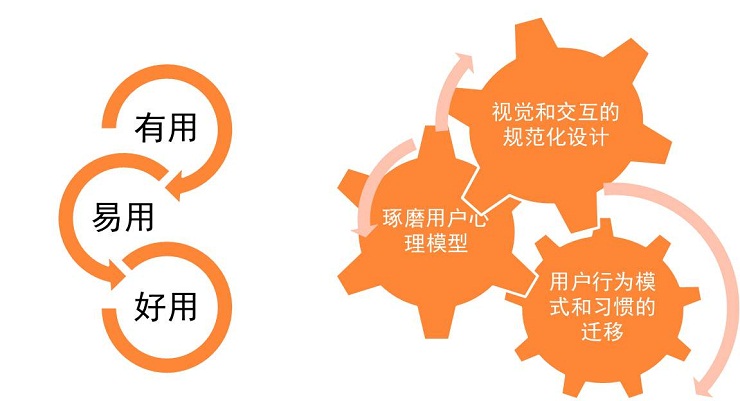 有用
易用
好用
视觉和交互的
规范化设计
琢磨用户心
理模型
用户行为模
式和习惯的
迁移